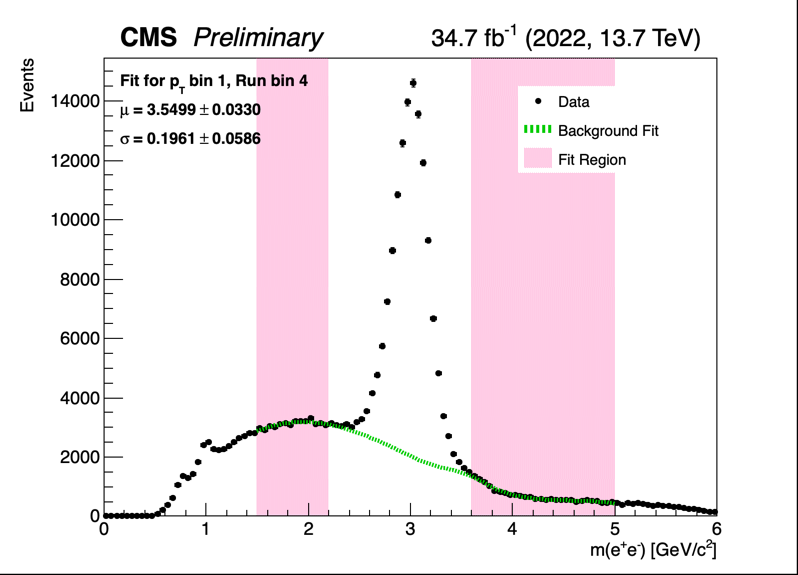 CMS Preliminary
34.7 fb⁻¹ (2022, 13.7 TeV)
Events
Fit for p_T bin 1, Run bin 4
μ = 3.5499 ± 0.0330
σ = 0.1961 ± 0.0586
Data
Background Fit
Fit Region
14000
12000
10000
8000
6000
4000
2000
0
0 1 2 3 4 5 6
m(e⁺e⁻) [GeV/c²]